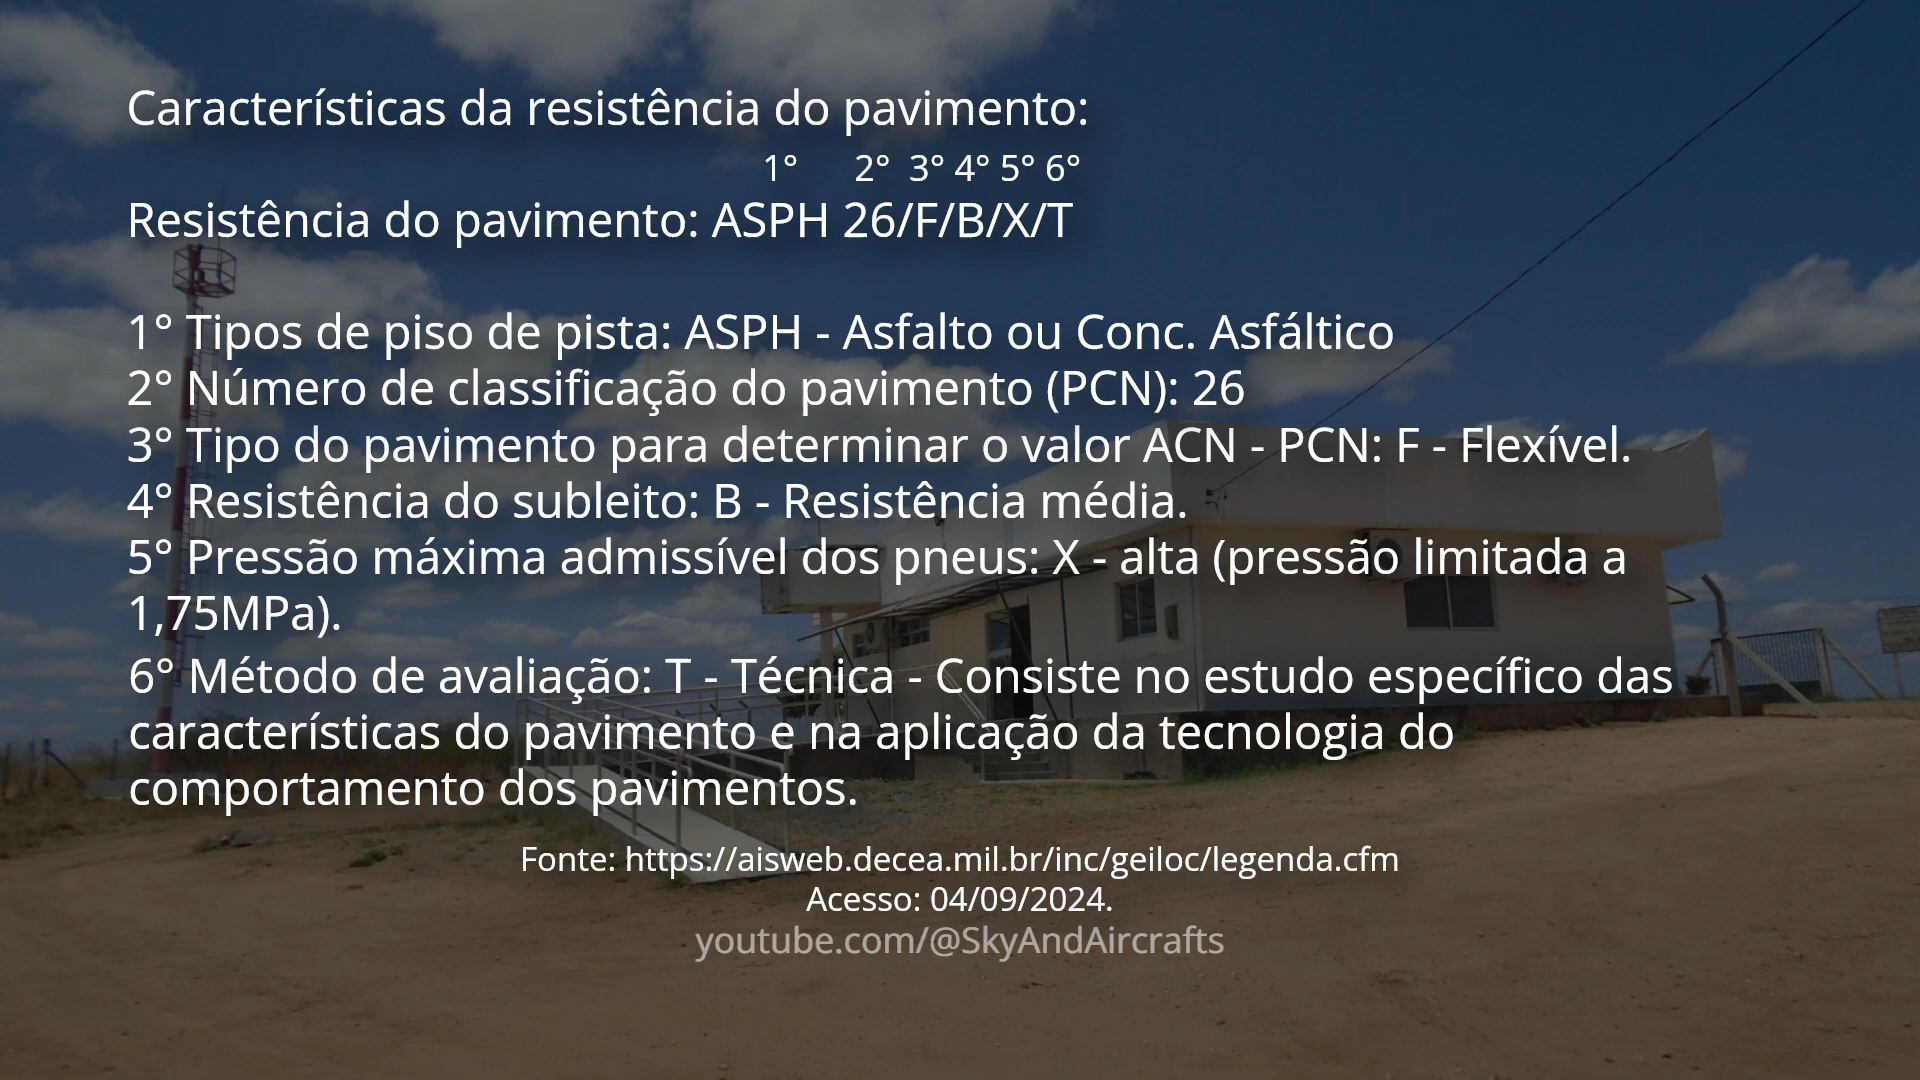 Características da resistência do pavimento:
1° 2° 3° 4° 5° 6°
Resistência do pavimento: ASPH 26/F/B/X/T
1° Tipos de piso de pista: ASPH - Asfalto ou Conc. Asfáltico
2° Número de classificação do pavimento (PCN): 26
3° Tipo do pavimento para determinar o valor ACN - PCN: F - Flexível.
4° Resistência do subleito: B - Resistência média.
5° Pressão máxima admissível dos pneus: X - alta (pressão limitada a
1,75MPa).
6° Método de avaliação: T - Técnica - Consiste no estudo específico das
características do pavimento e na aplicação da tecnologia do
comportamento dos pavimentos.
Fonte: https://aisweb.decea.mil.br/inc/geiloc/legenda.cfm
Acesso: 04/09/2024.
youtube.com/@SkyAndAircrafts